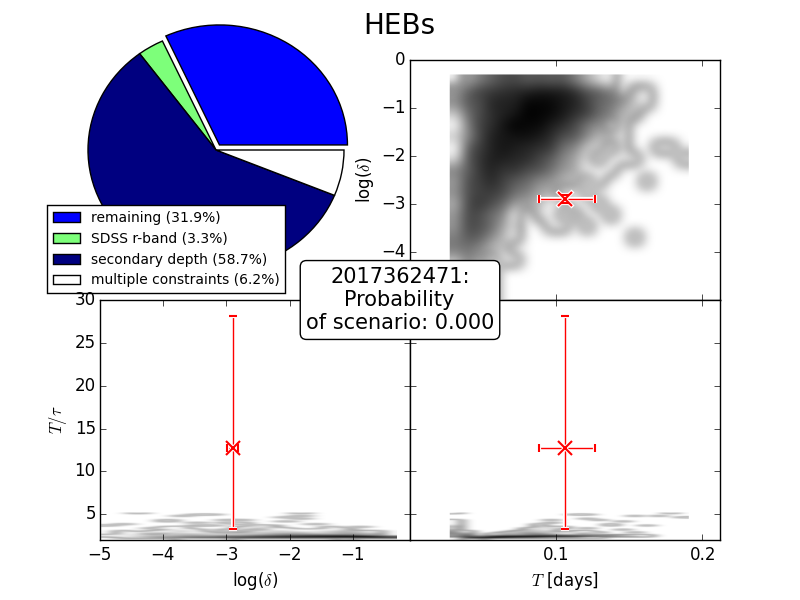 HEBs
remaining (31.9%)
SDSS r-band (3.3%)
secondary depth (58.7%)
multiple constraints (6.2%)
0
−1
−2
−3
−4
log(δ)
2017362471:
Probability
of scenario: 0.000
30
25
20
15
10
5
T/τ
−5 −4 −3 −2 −1
log(δ)
0.1 0.2
T [days]